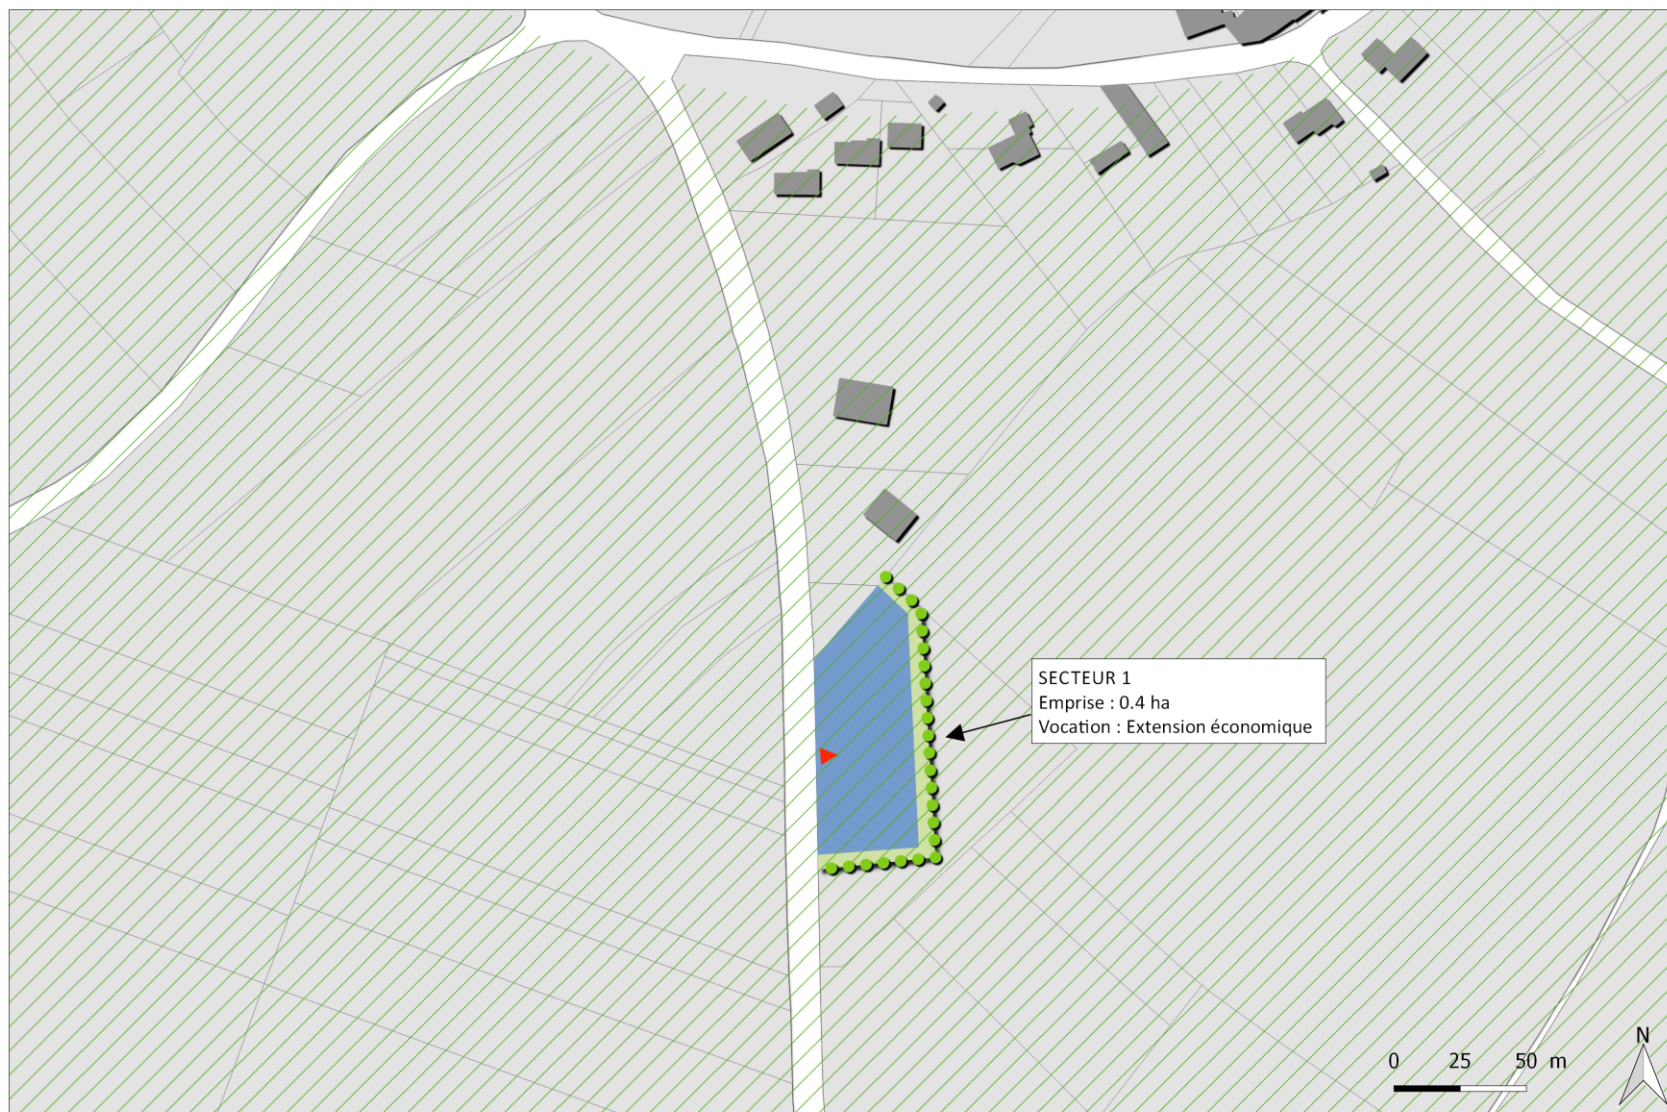 SECTEUR 1
Emprise : 0.4 ha
Vocation : Extension économique
N
0 25 50 m